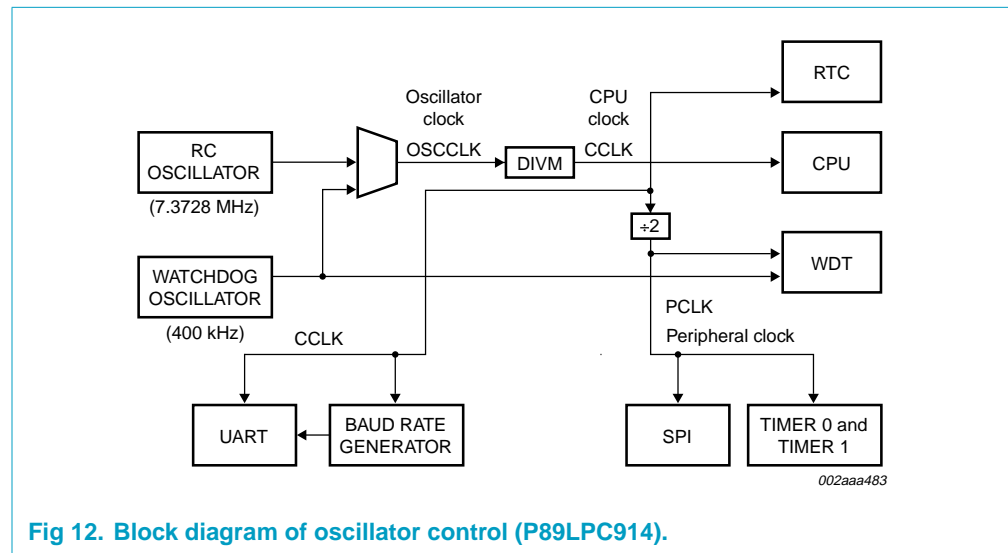 RTC
Oscillator
clock
CPU
clock
RC
OSCILLATOR
OSCCLK
DIVM
CCLK
CPU
(7.3728 MHz)
÷2
WATCHDOG
OSCILLATOR
WDT
(400 kHz)
PCLK
CCLK
Peripheral clock
UART
BAUD RATE
GENERATOR
SPI
TIMER 0 and
TIMER 1
002aaa483
Fig 12. Block diagram of oscillator control (P89LPC914).